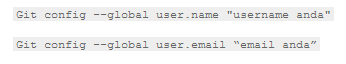 Git config --global user.name "username anda"
Git config --global user.email “email anda”